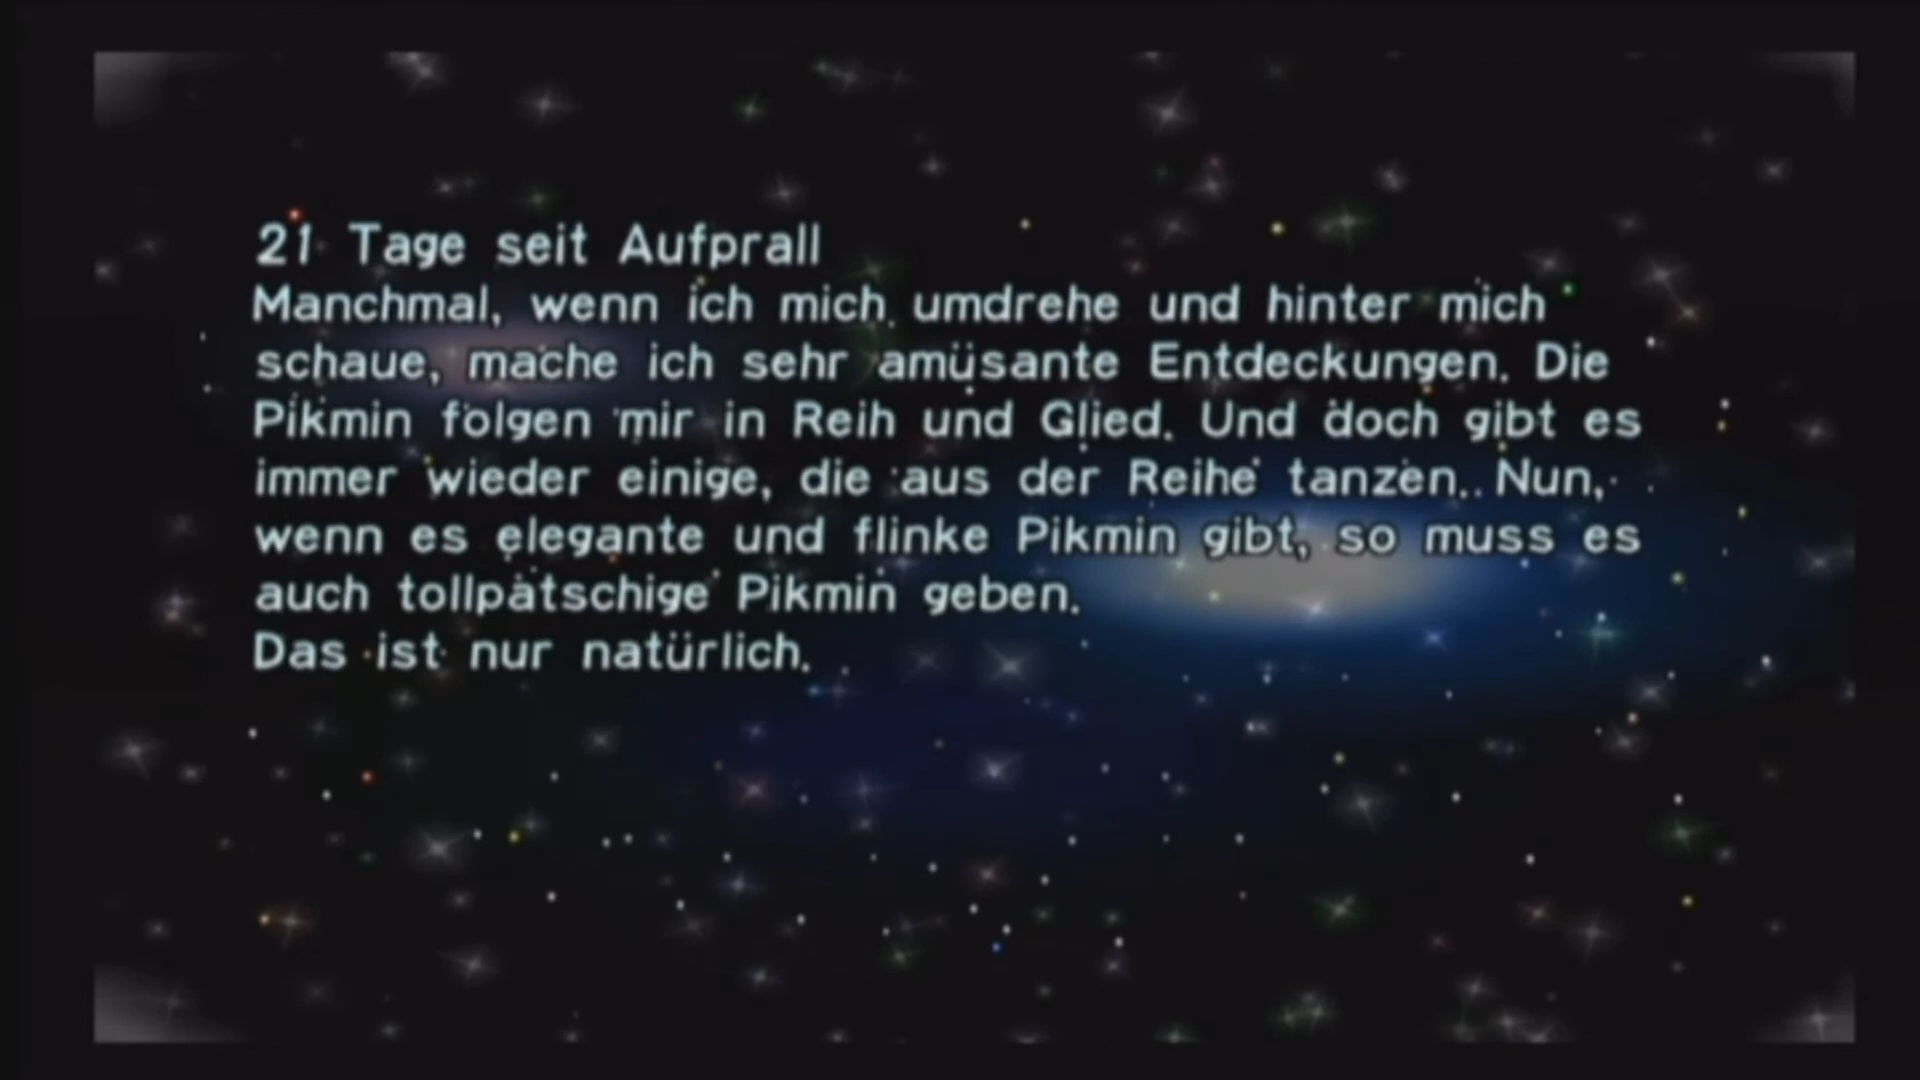 21 Tage seit Aufprall
Manchmal, wenn ich mich umdrehe und hinter mich
schaue, mache ich sehr amüsante Entdeckungen. Die
Pikmin folgen mir in Reih und Glied. Und doch gibt es
immer wieder einige, die aus der Reihe tanzen. Nun,
wenn es elegante und flinke Pikmin gibt, so muss es
auch tollpatschige Pikmin geben.
Das ist nur natürlich.